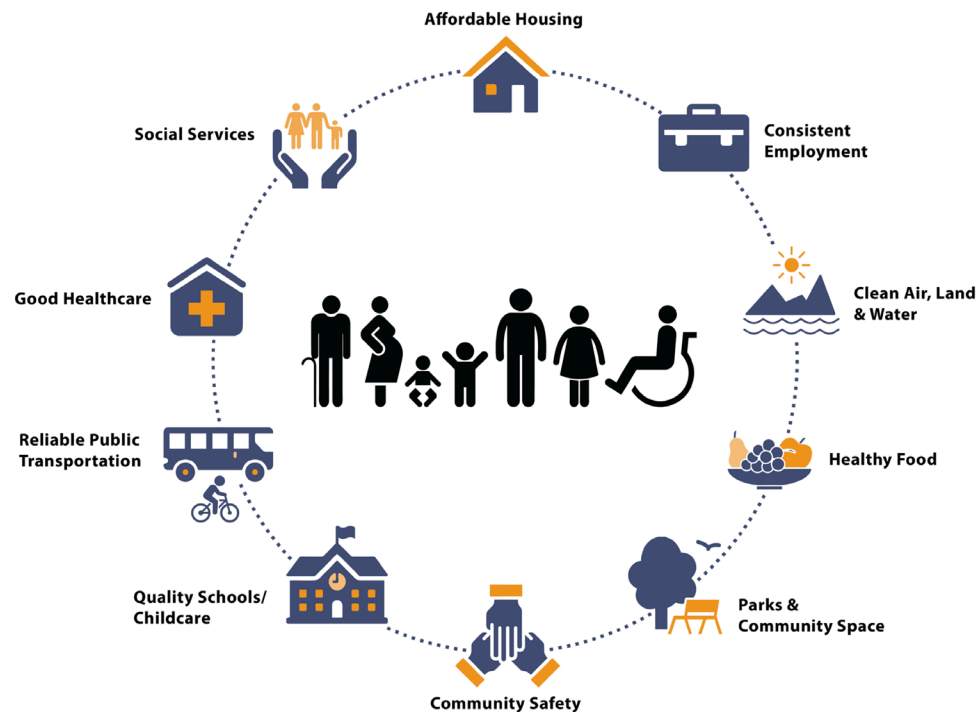 Affordable Housing
Consistent
Employment
Clean Air, Land
& Water
Healthy Food
Parks &
Community Space
Community Safety
Quality Schools/
Childcare
Reliable Public
Transportation
Good Healthcare
Social Services